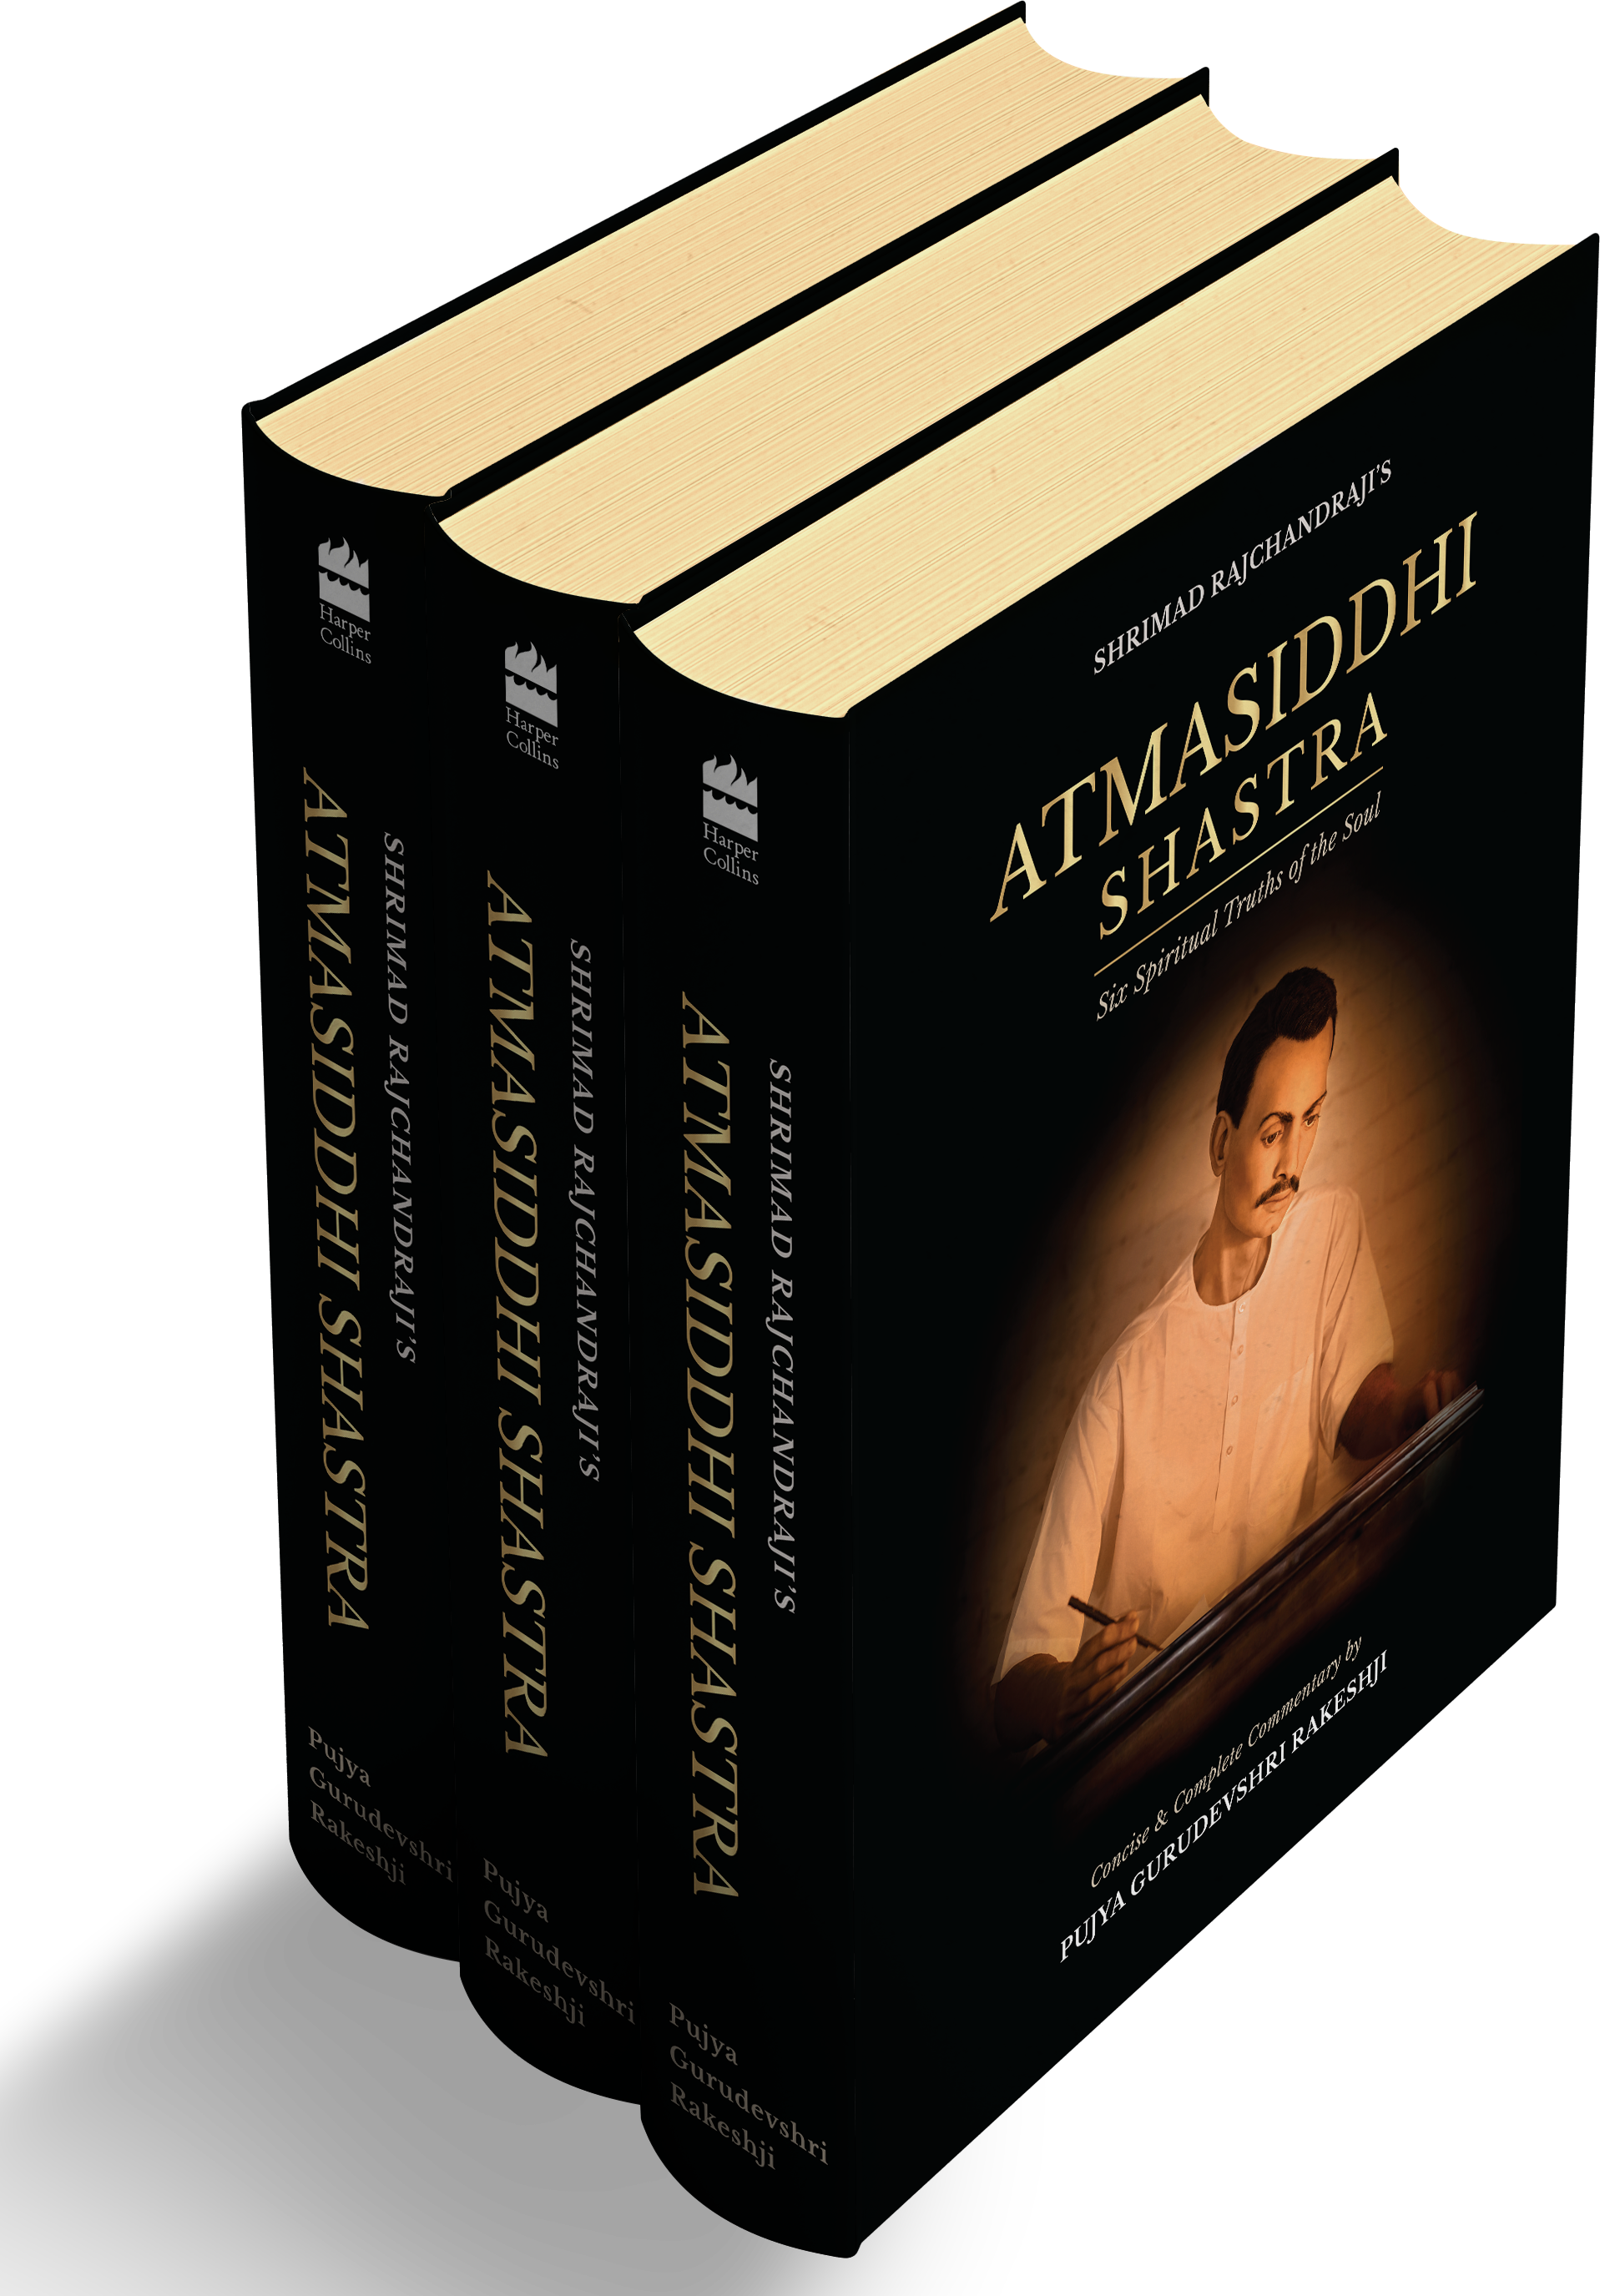 Harper
Collins
SHRIMAD RAJCHANDRAJI'S
ATMASIDDHI SHASTRA
Pujya
Gurudevshri
Rakeshji
Harper
Collins
SHRIMAD RAJCHANDRAJI'S
ATMASIDDHI SHASTRA
Pujya
Gurudevshri
Rakeshji
Harper
Collins
SHRIMAD RAJCHANDRAJI'S
ATMASIDDHI SHASTRA
Pujya
Gurudevshri
Rakeshji
SHRIMAD RAJCHANDRAJI'S
ATMASIDDHI
SHASTRA
Six Spiritual Truths of the Soul
Concise & Complete Commentary by
PUJYA GURUDEVSHRI RAKESHJI